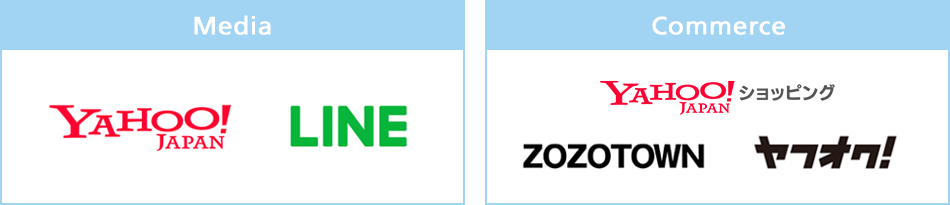 Media
YAHOO!
JAPAN
LINE
Commerce
YAHOO!
JAPAN
ショッピング
ZOZOTOWN
ヤフオク!